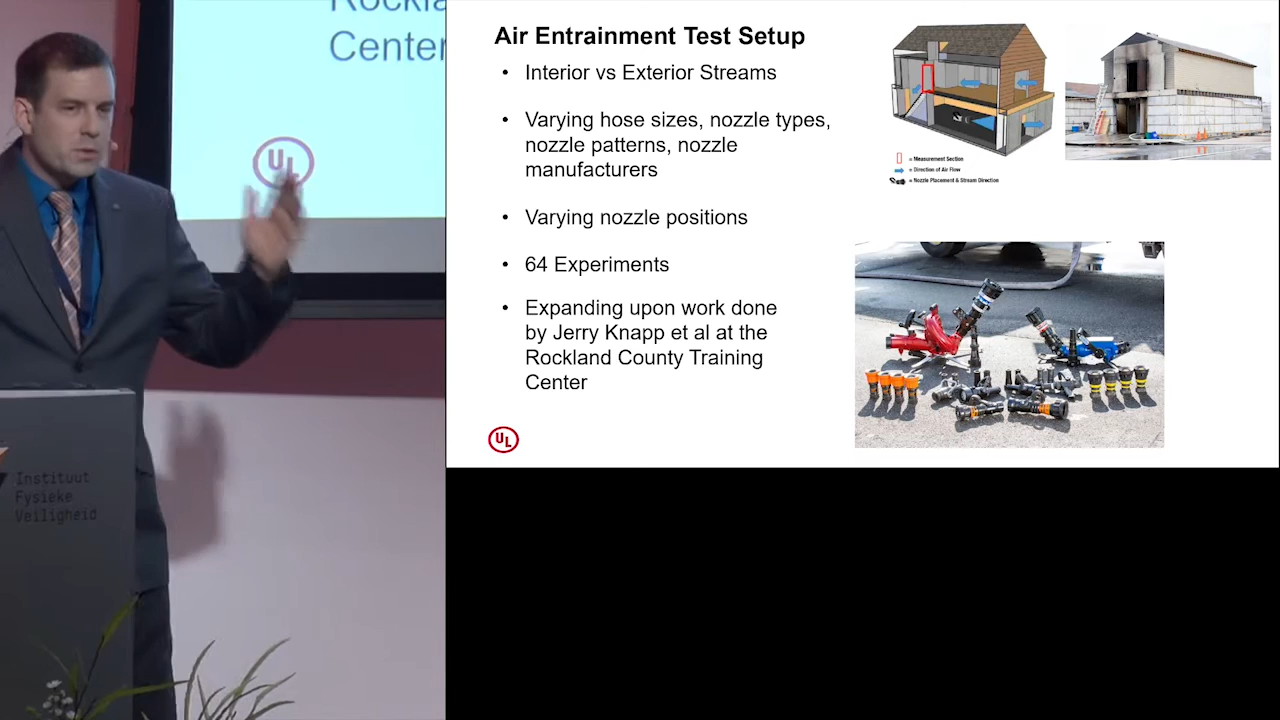 Rockland
Center
UL
Instituut
Fysieke
Veiligheid
Air Entrainment Test Setup
• Interior vs Exterior Streams
• Varying hose sizes, nozzle types,
nozzle patterns, nozzle
manufacturers
• Varying nozzle positions
• 64 Experiments
• Expanding upon work done
by Jerry Knapp et al at the
Rockland County Training
Center
UL
= Measurement Section
= Direction of Air Flow
= Nozzle Placement & Stream Direction